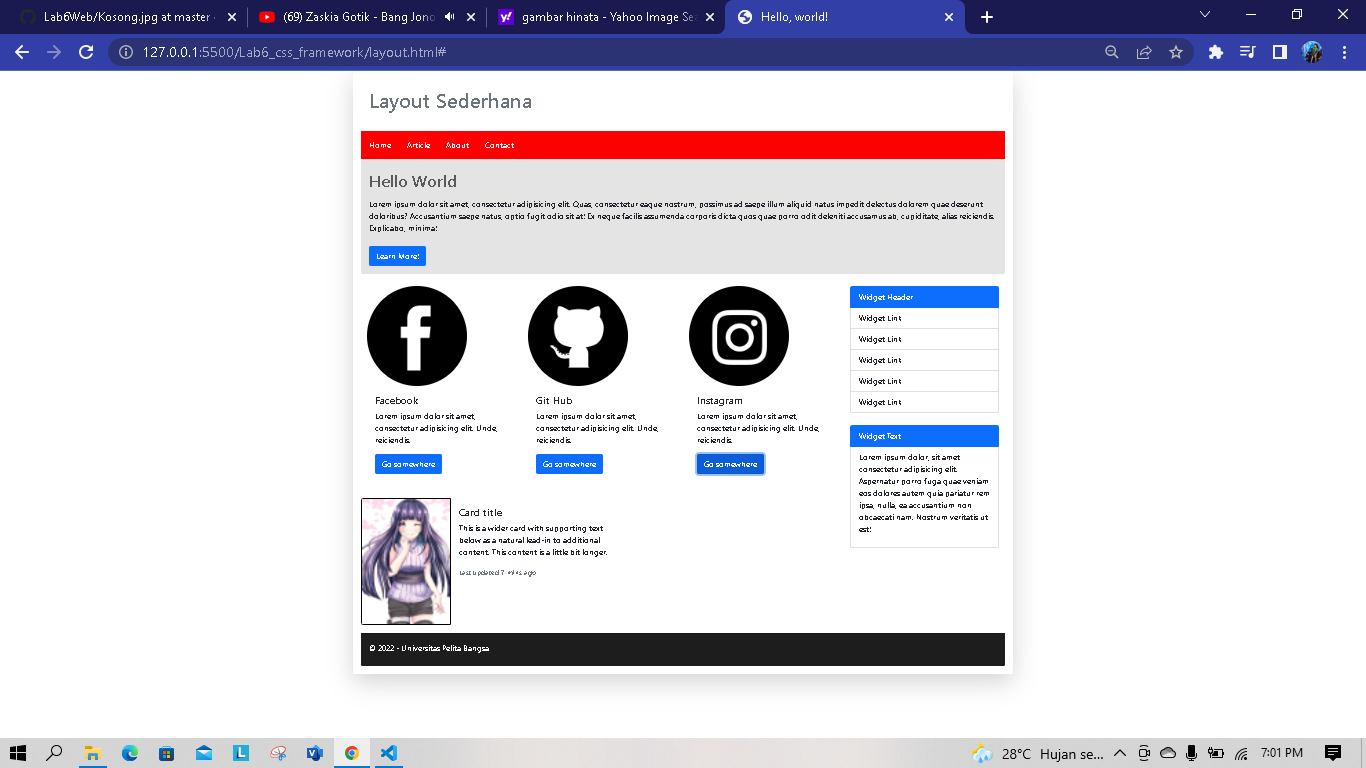 Lab6Web/Kosong.jpg at master
(69) Zaskia Gotik - Bang Jono
gambar hinata - Yahoo Image Sea
Hello, world!
127.0.0.1:5500/Lab6_css_framework/layout.html#
Layout Sederhana
Home Article About Contact
Hello World
Lorem ipsum dolor sit amet, consectetur adipisicing elit. Quas, consectetur eaque nostrum, possimus ad saepe illum aliquid natus impedit delectus dolorem quae deserunt
doloribus? Accusantium saepe natus, optio fugit odio sit at! Ex neque facilis assumenda corporis dicta quos quae porro odit deleniti accusamus ab, cupiditate, alias reiciendis.
Explicabo, minima!
Learn More!
Facebook
Lorem ipsum dolor sit amet,
consectetur adipisicing elit. Unde,
reiciendis.
Go somewhere
Git Hub
Lorem ipsum dolor sit amet,
consectetur adipisicing elit. Unde,
reiciendis.
Go somewhere
Instagram
Lorem ipsum dolor sit amet,
consectetur adipisicing elit. Unde,
reiciendis.
Go somewhere
Widget Header
Widget Link
Widget Link
Widget Link
Widget Link
Widget Link
Widget Text
Lorem ipsum dolor, sit amet
consectetur adipisicing elit.
Aspernatur porro fuga quae veniam
eos dolores autem quia pariatur rem
ipsa, nulla, ea accusantium non
obcaecati nam. Nostrum veritatis ut
est!
Card title
This is a wider card with supporting text
below as a natural lead-in to additional
content. This content is a little bit longer.
Last updated mins ago
© 2022 - Universitas Pelita Bangsa
28°C Hujan se... 7:01 PM